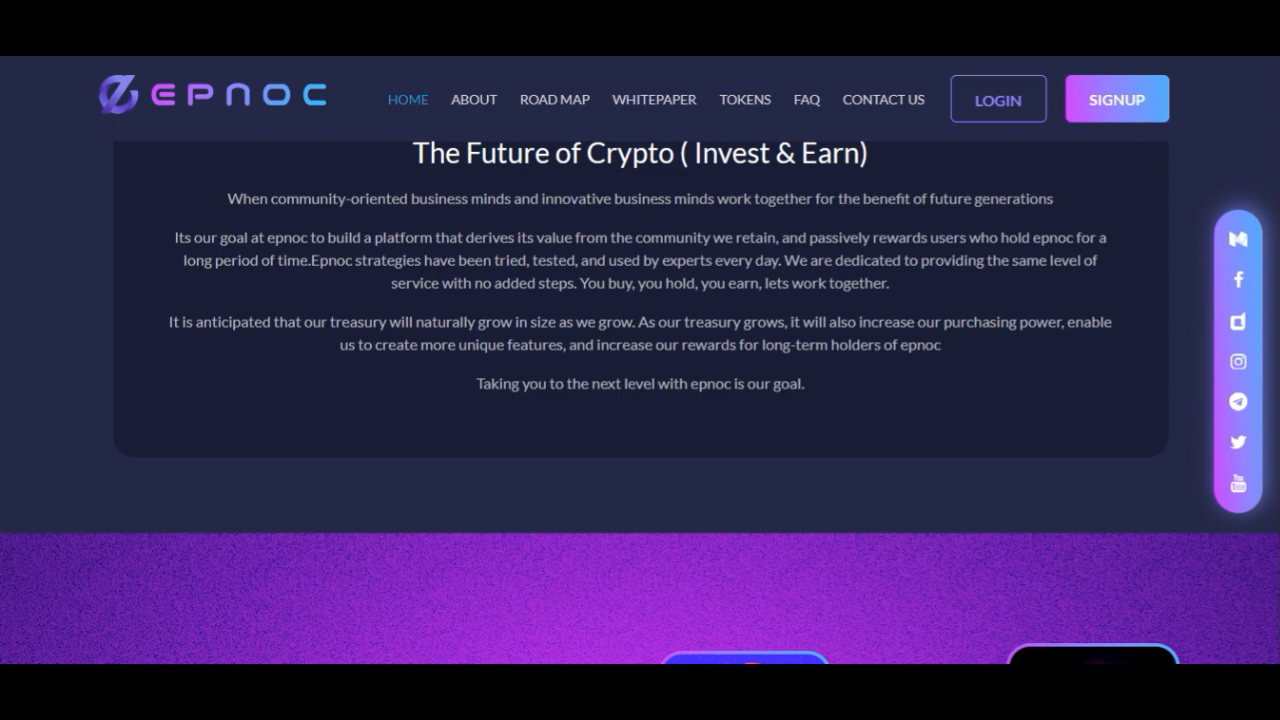 EPNOC
HOME ABOUT ROAD MAP WHITEPAPER TOKENS FAQ CONTACT US LOGIN SIGNUP
The Future of Crypto ( Invest & Earn)
When community-oriented business minds and innovative business minds work together for the benefit of future generations
Its our goal at epnoc to build a platform that derives its value from the community we retain, and passively rewards users who hold epnoc for a
long period of time.Epnoc strategies have been tried, tested, and used by experts every day. We are dedicated to providing the same level of
service with no added steps. You buy, you hold, you earn, lets work together.
It is anticipated that our treasury will naturally grow in size as we grow. As our treasury grows, it will also increase our purchasing power, enable
us to create more unique features, and increase our rewards for long-term holders of epnoc
Taking you to the next level with epnoc is our goal.
You
Tube